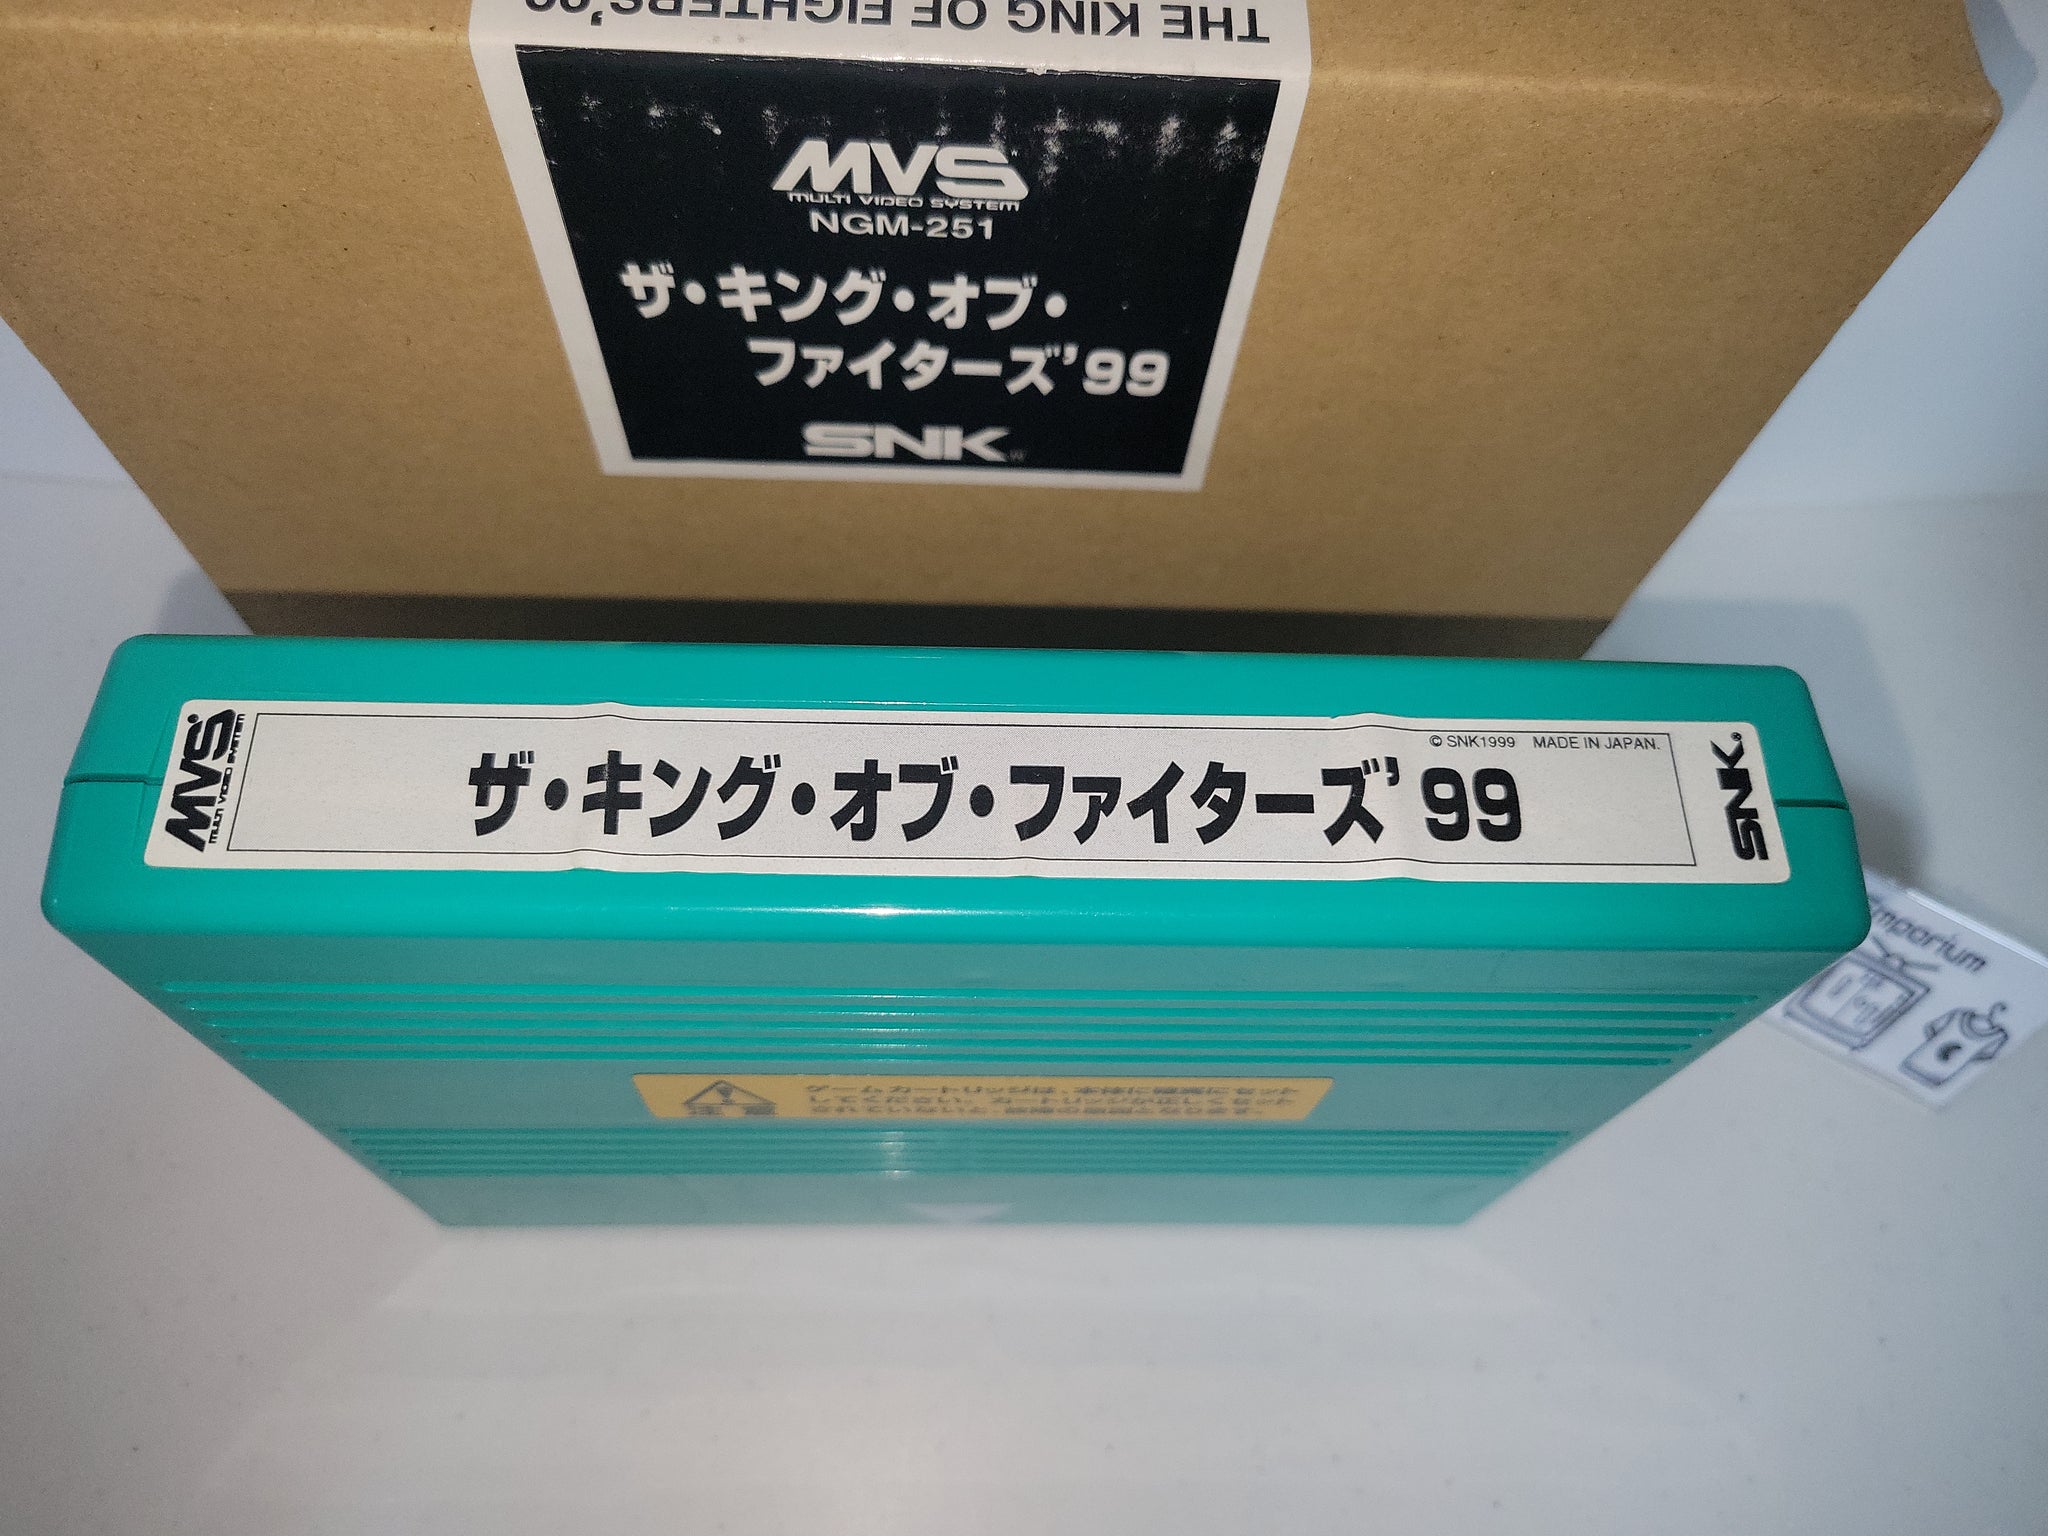 THE KING OF FIGHTERS'99
MVS
MULTI VIDEO SYSTEM
NGM-251
ザ・キング・オブ・
ファイターズ'99
SNK
MVS
MULTI VIDEO SYSTEM
© SNK1999 MADE IN JAPAN.
ザ・キング・オブ・ファイターズ'99
SNK
Emporium
注意